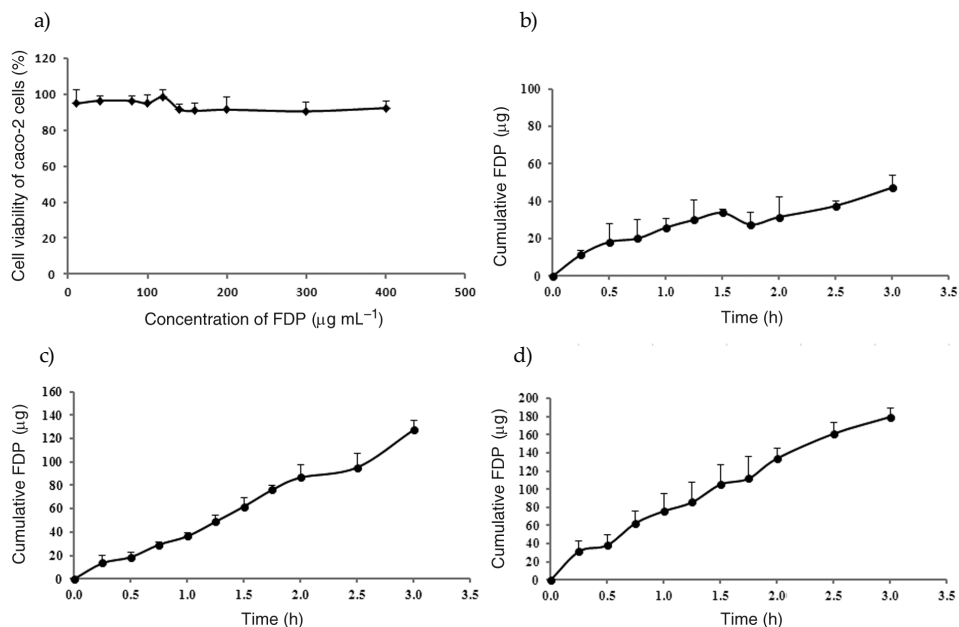 a)
Cell viability of caco-2 cells (%)
120
100
80
60
40
20
0
0 100 200 300 400 500
Concentration of FDP (μg mL–1)
b)
Cumulative FDP (μg)
100
80
60
40
20
0
0.0 0.5 1.0 1.5 2.0 2.5 3.0 3.5
Time (h)
c)
Cumulative FDP (μg)
160
140
120
100
80
60
40
20
0
0.0 0.5 1.0 1.5 2.0 2.5 3.0 3.5
Time (h)
d)
Cumulative FDP (μg)
200
180
160
140
120
100
80
60
40
20
0
0.0 0.5 1.0 1.5 2.0 2.5 3.0 3.5
Time (h)